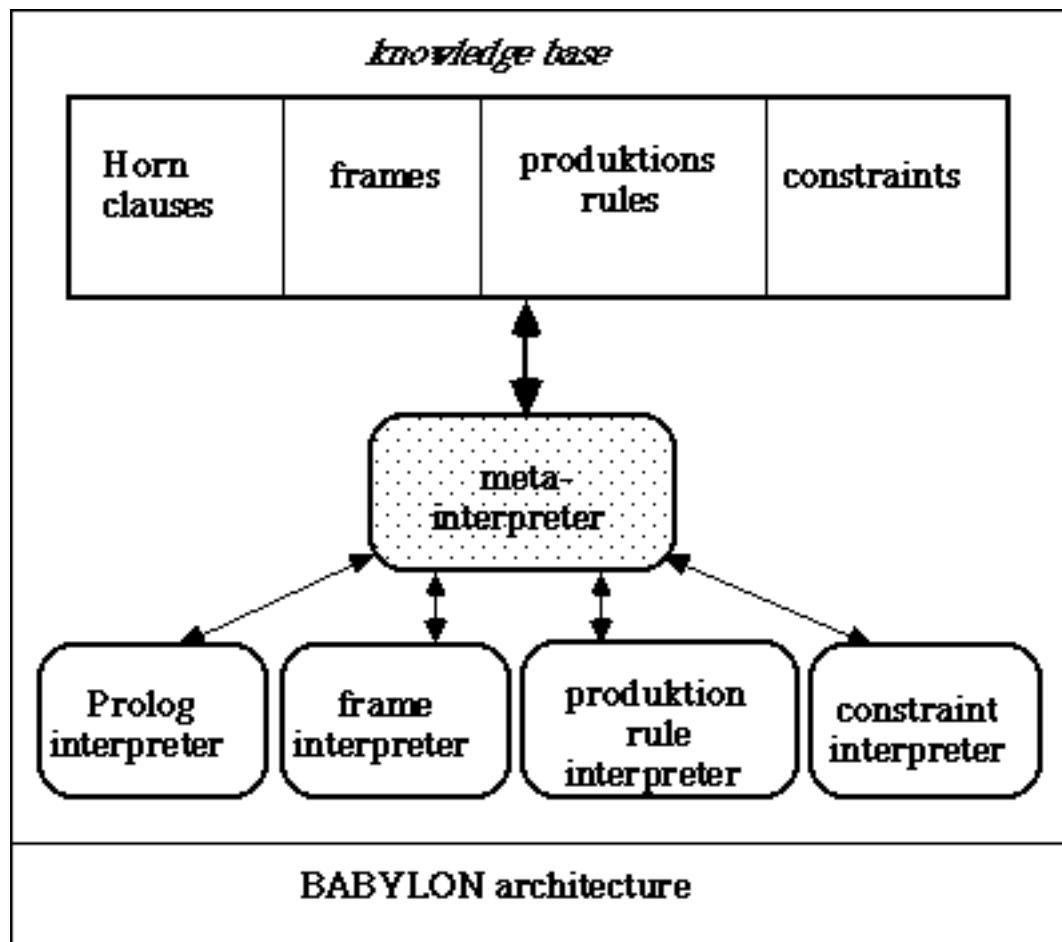 knowledge base
Horn
clauses
frames
produktions
rules
constraints
meta-
interpreter
Prolog
interpreter
frame
interpreter
produktion
rule
interpreter
constraint
interpreter
BABYLON architecture